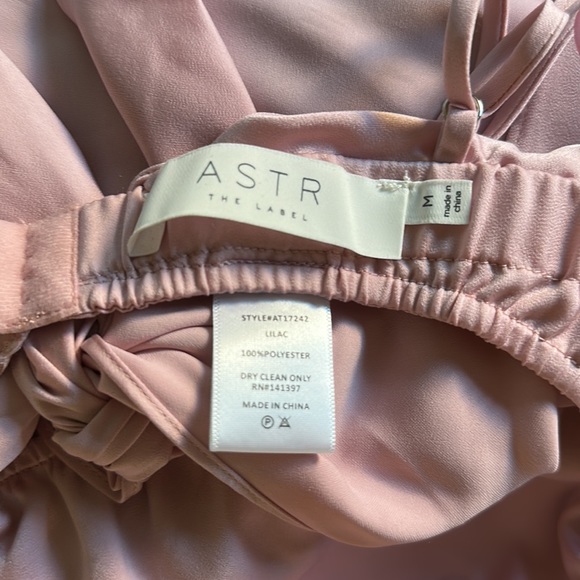 ASTR
THE LABEL
M
made in
china
STYLE#AT17242
LILAC
100%POLYESTER
DRY CLEAN ONLY
RN#141397
MADE IN CHINA
P